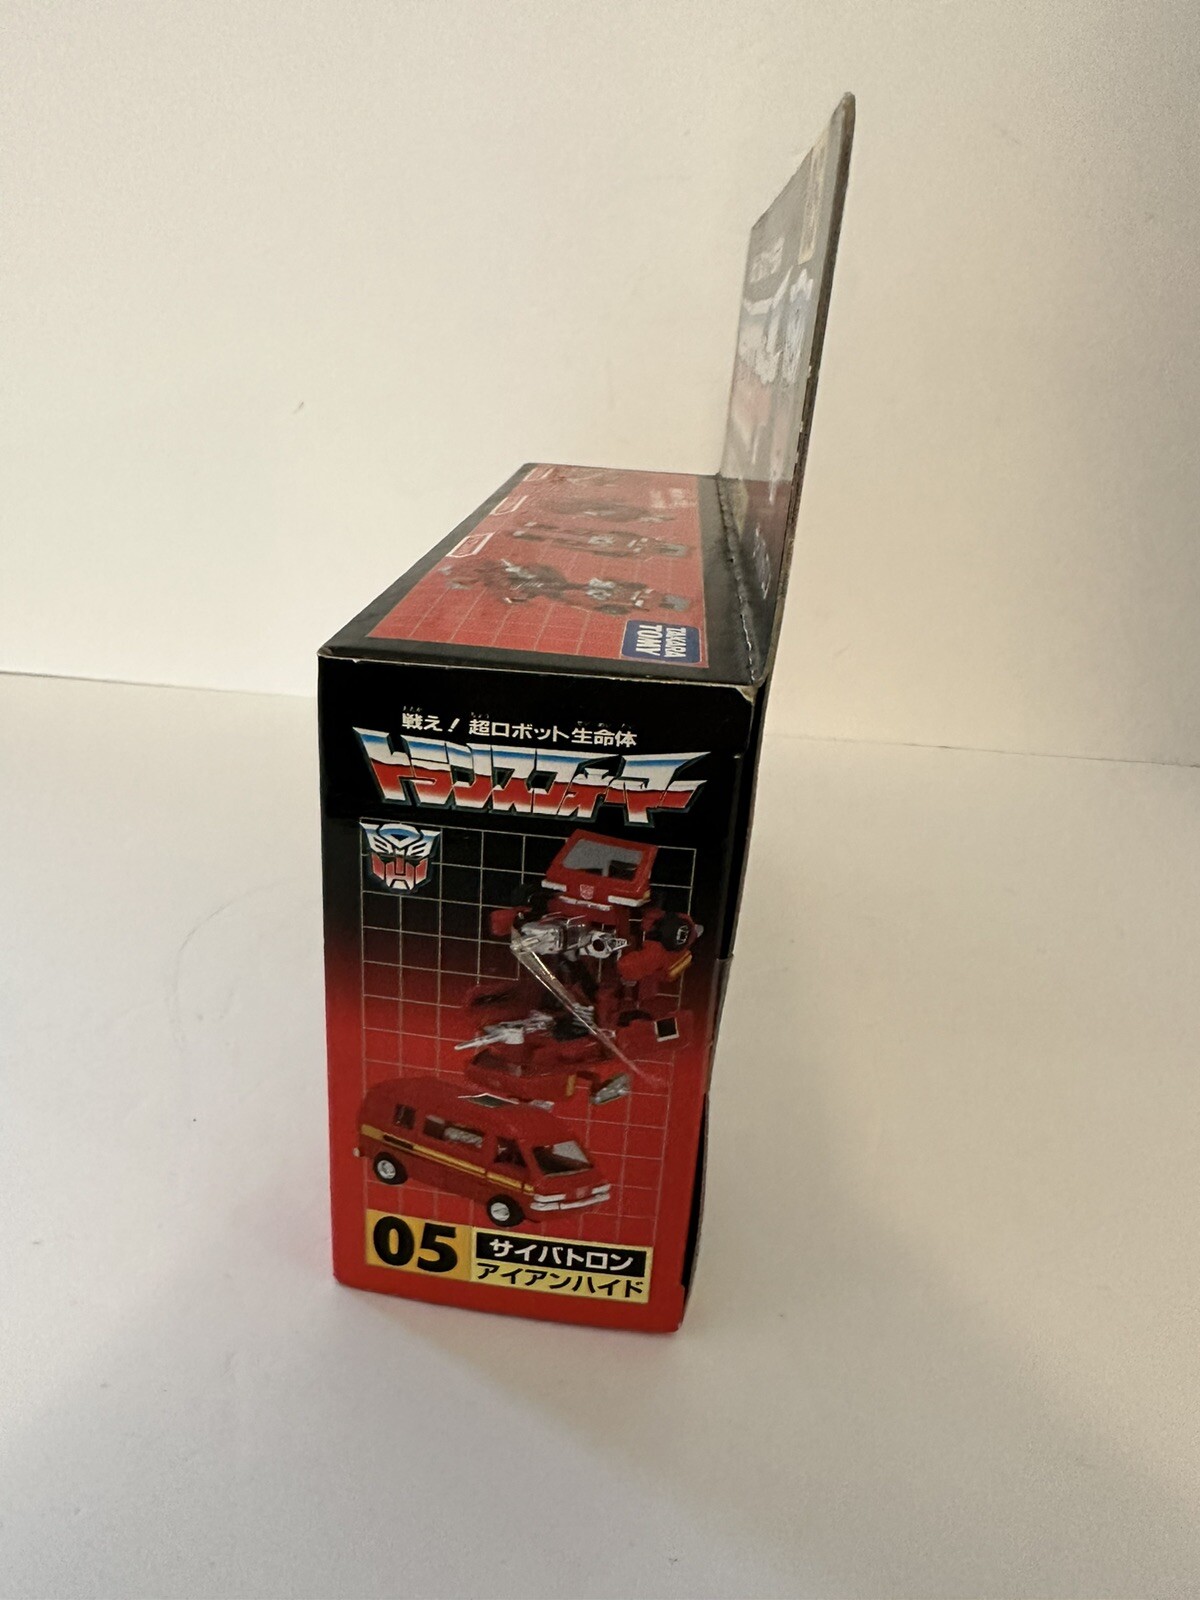 TAKARA
TOMY
戦え!超ロボット生命体
トランスフォーマー
05
サイバトロン
アイアンハイド